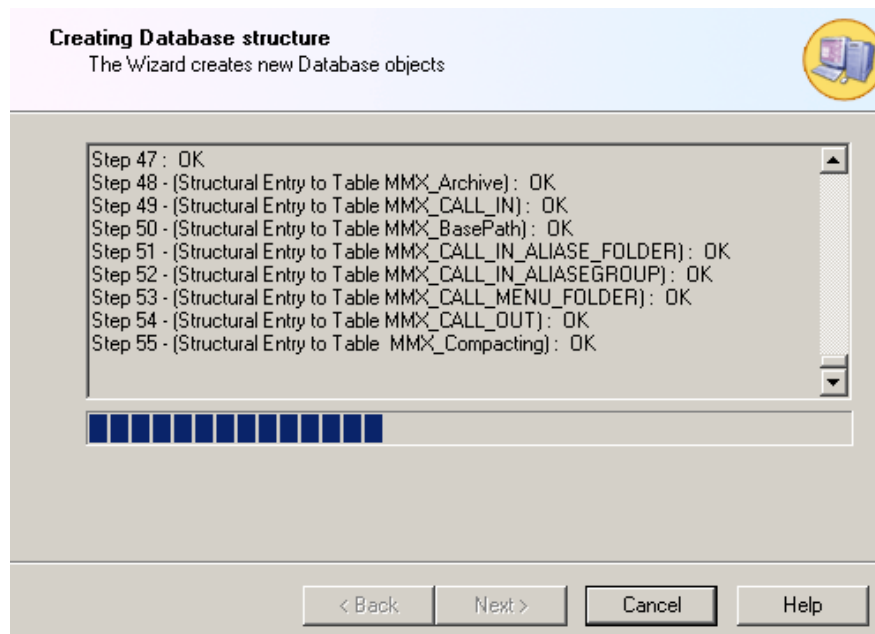 Creating Database structure
The Wizard creates new Database objects
Step 47 : OK
Step 48 - (Structural Entry to Table MMX_Archive) : OK
Step 49 - (Structural Entry to Table MMX_CALL_IN) : OK
Step 50 - (Structural Entry to Table MMX_BasePath) : OK
Step 51 - (Structural Entry to Table MMX_CALL_IN_ALIASE_FOLDER) : OK
Step 52 - (Structural Entry to Table MMX_CALL_IN_ALIASEGROUP) : OK
Step 53 - (Structural Entry to Table MMX_CALL_MENU_FOLDER) : OK
Step 54 - (Structural Entry to Table MMX_CALL_OUT) : OK
Step 55 - (Structural Entry to Table  MMX_Compacting) : OK
< Back Next > Cancel Help